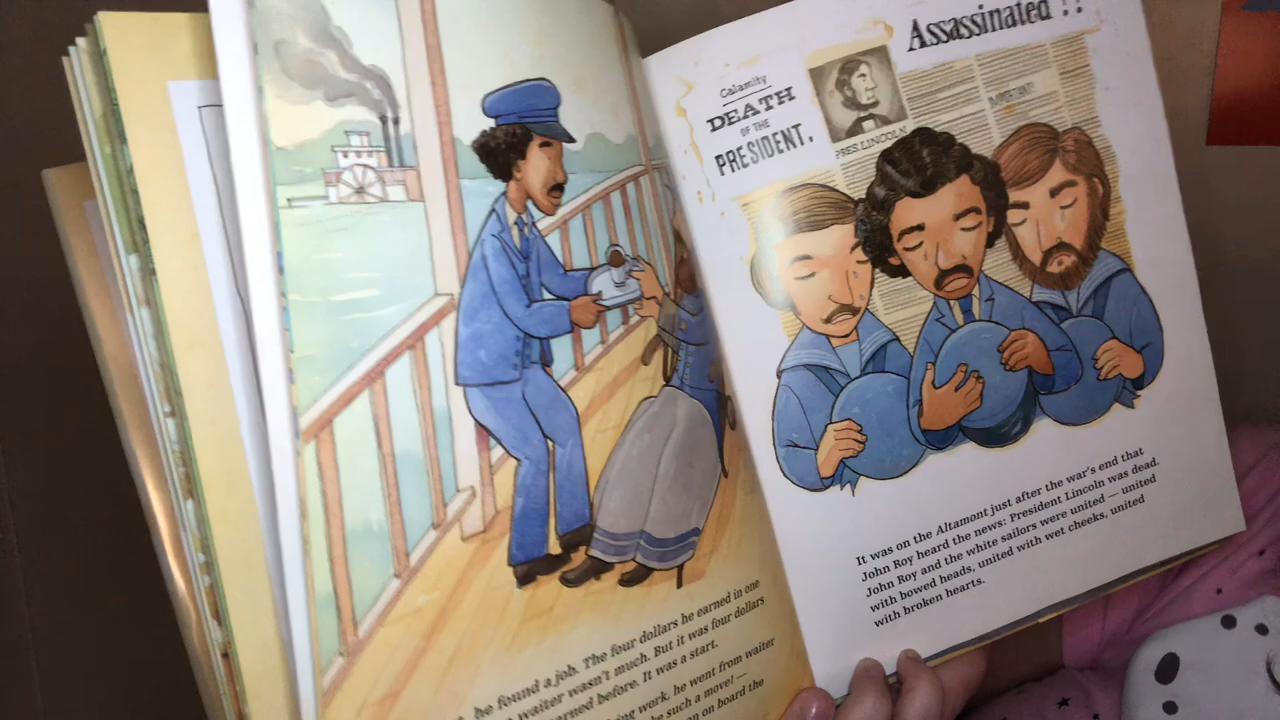 he found a job. The four dollars he earned in one
waiter wasn't much. But it was four dollars
earned before. It was a start.
work, he went from waiter
such a move! —
on board the
Assassinated!!
Calamity
DEATH
OF THE
PRESIDENT.
PRES. LINCOLN
IMPORTANT
It was on the Altamont just after the war's end that
John Roy heard the news: President Lincoln was dead.
John Roy and the white sailors were united — united
with bowed heads, united with wet cheeks, united
with broken hearts.